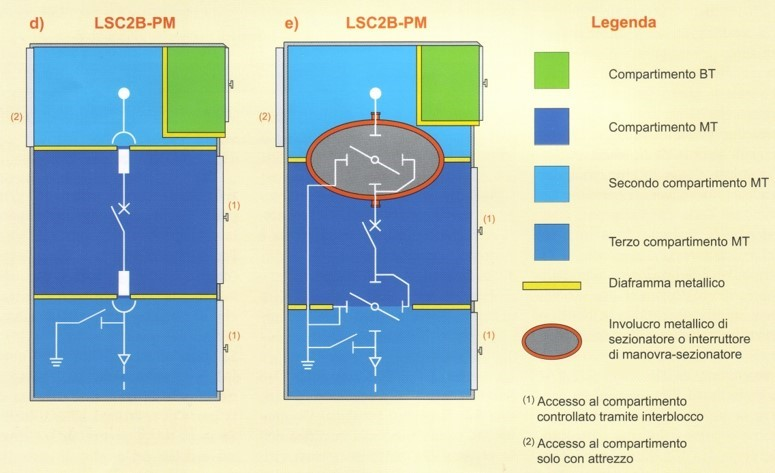 d) LSC2B-PM
(2)
(1)
(1)
e) LSC2B-PM
(2)
(1)
(1)
Legenda
Compartimento BT
Compartimento MT
Secondo compartimento MT
Terzo compartimento MT
Diaframma metallico
Involucro metallico di
sezionatore o interruttore
di manovra-sezionatore
(1) Accesso al compartimento
controllato tramite interblocco
(2) Accesso al compartimento
solo con attrezzo